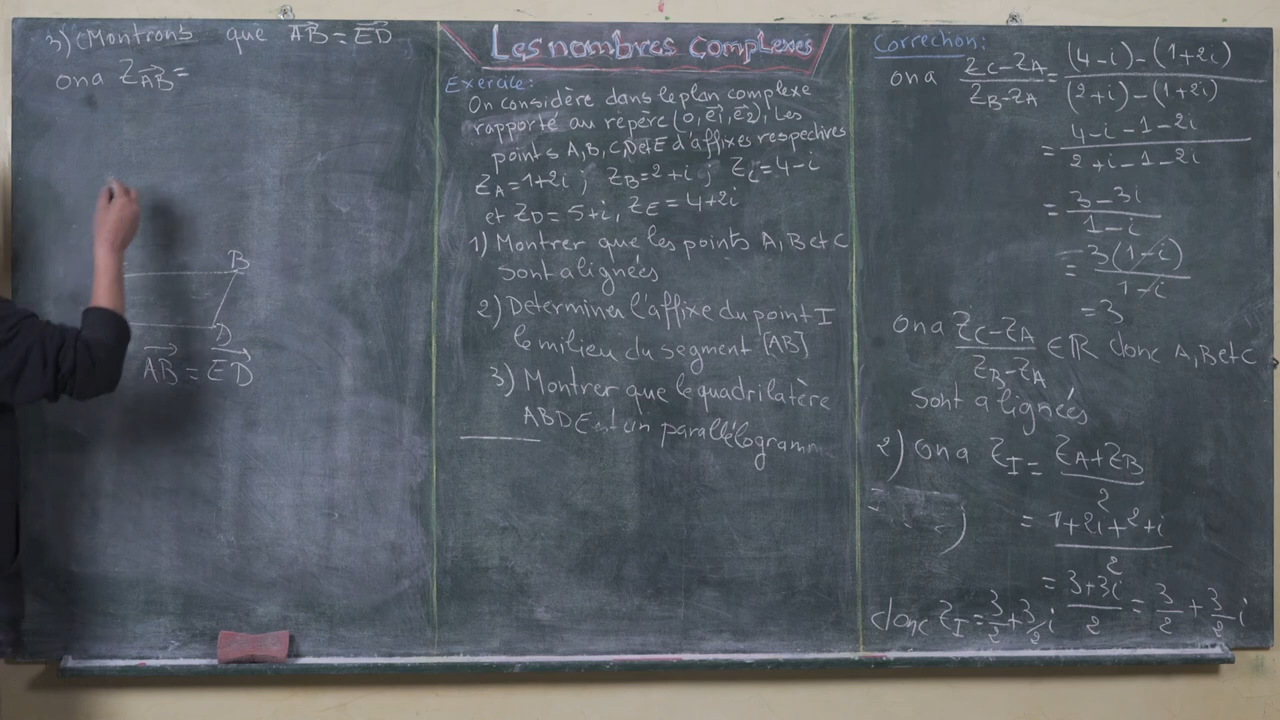 3) (Montrons que AB⃗ = ED⃗
on a Z_AB⃗ =
B
D
AB⃗ = ED⃗
Les nombres complexes
Exercice:
On considère dans le plan complexe
rapporté au repère (0, e⃗1, e⃗2), Les
points A, B, C, D et E d'affixes respectives
Z_A = 1+2i ; Z_B = 2+i ; Z_C = 4-i
et Z_D = 5+i, Z_E = 4+2i
1) Montrer que les points A, B et C
sont alignées
2) Determiner l'affixe du point I
le milieu du segment [AB]
3) Montrer que le quadrilatère
ABDE est un parallélogramm
Correction:
on a (Z_C - Z_A)/(Z_B - Z_A) = ((4-i)-(1+2i))/((2+i)-(1+2i))
= (4-i-1-2i)/(2+i-1-2i)
= (3-3i)/(1-i)
= 3(1-i)/(1-i)
= 3
on a (Z_C - Z_A)/(Z_B - Z_A) ∈ ℝ donc A, B et C
sont alignées
2) on a Z_I = (Z_A + Z_B)/2
= (1+2i+2+i)/2
= (3+3i)/2 = 3/2 + 3/2 i
donc Z_I = 3/2 + 3/2 i